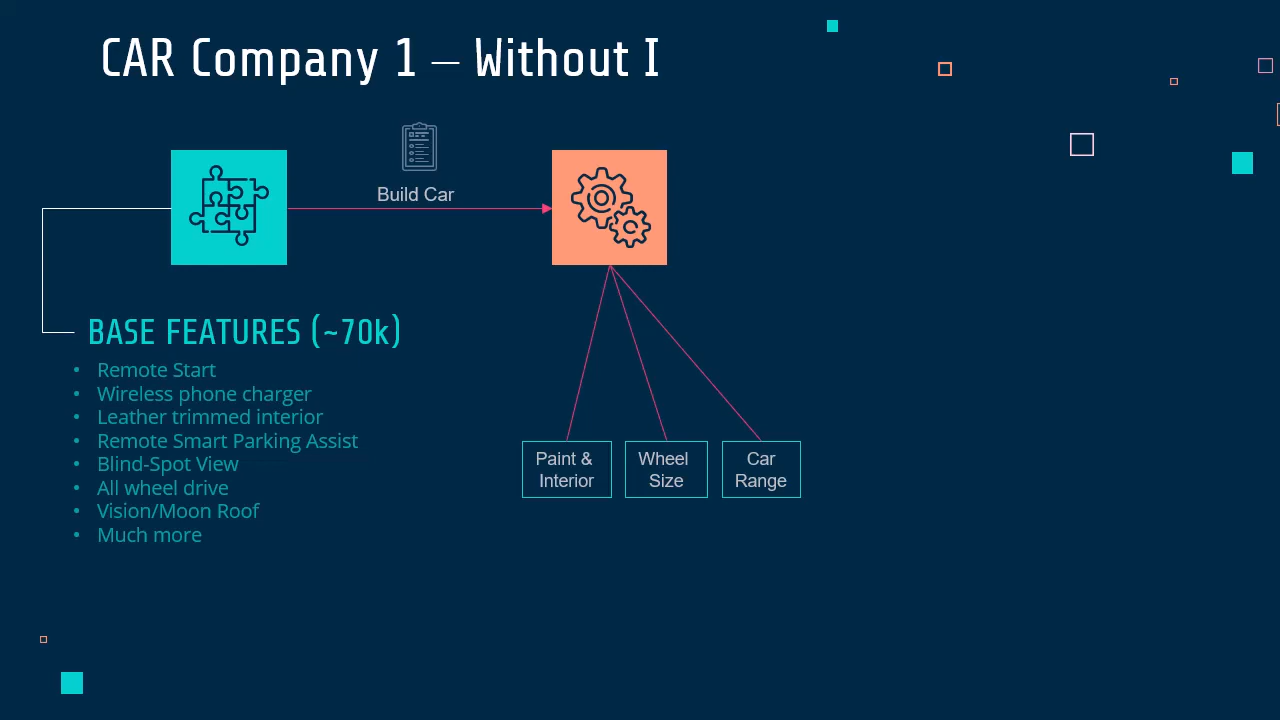 CAR Company 1 – Without I
Build Car
BASE FEATURES (~70k)
• Remote Start
• Wireless phone charger
• Leather trimmed interior
• Remote Smart Parking Assist
• Blind-Spot View
• All wheel drive
• Vision/Moon Roof
• Much more
Paint &
Interior
Wheel
Size
Car
Range